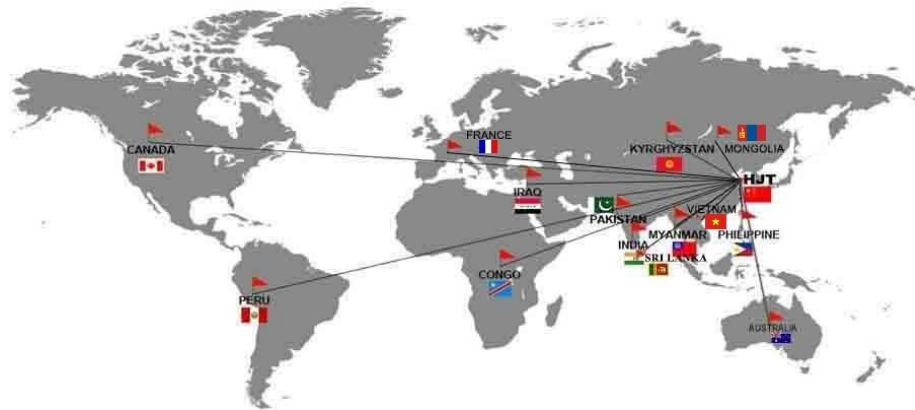 FRANCE
CANADA
KYRGHYZSTAN
MONGOLIA
HJT
IRAQ
PAKISTAN
VIETNAM
MYANMAR
PHILIPPINE
INDIA
SRI LANKA
CONGO
PERU
AUSTRALIA